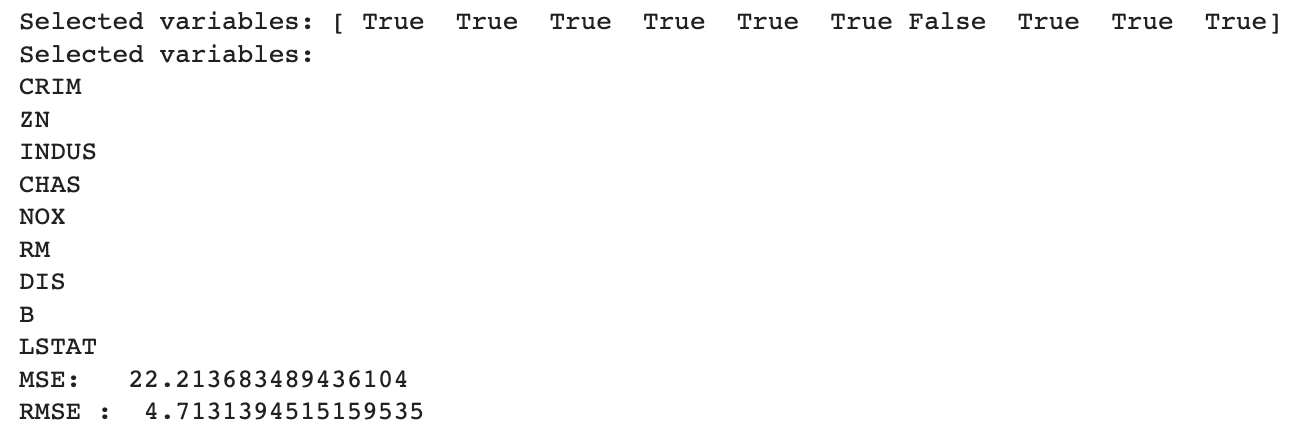 Selected variables: [ True  True  True  True  True  True False  True  True  True]
Selected variables:
CRIM
ZN
INDUS
CHAS
NOX
RM
DIS
B
LSTAT
MSE:   22.213683489436104
RMSE :  4.7131394515159535